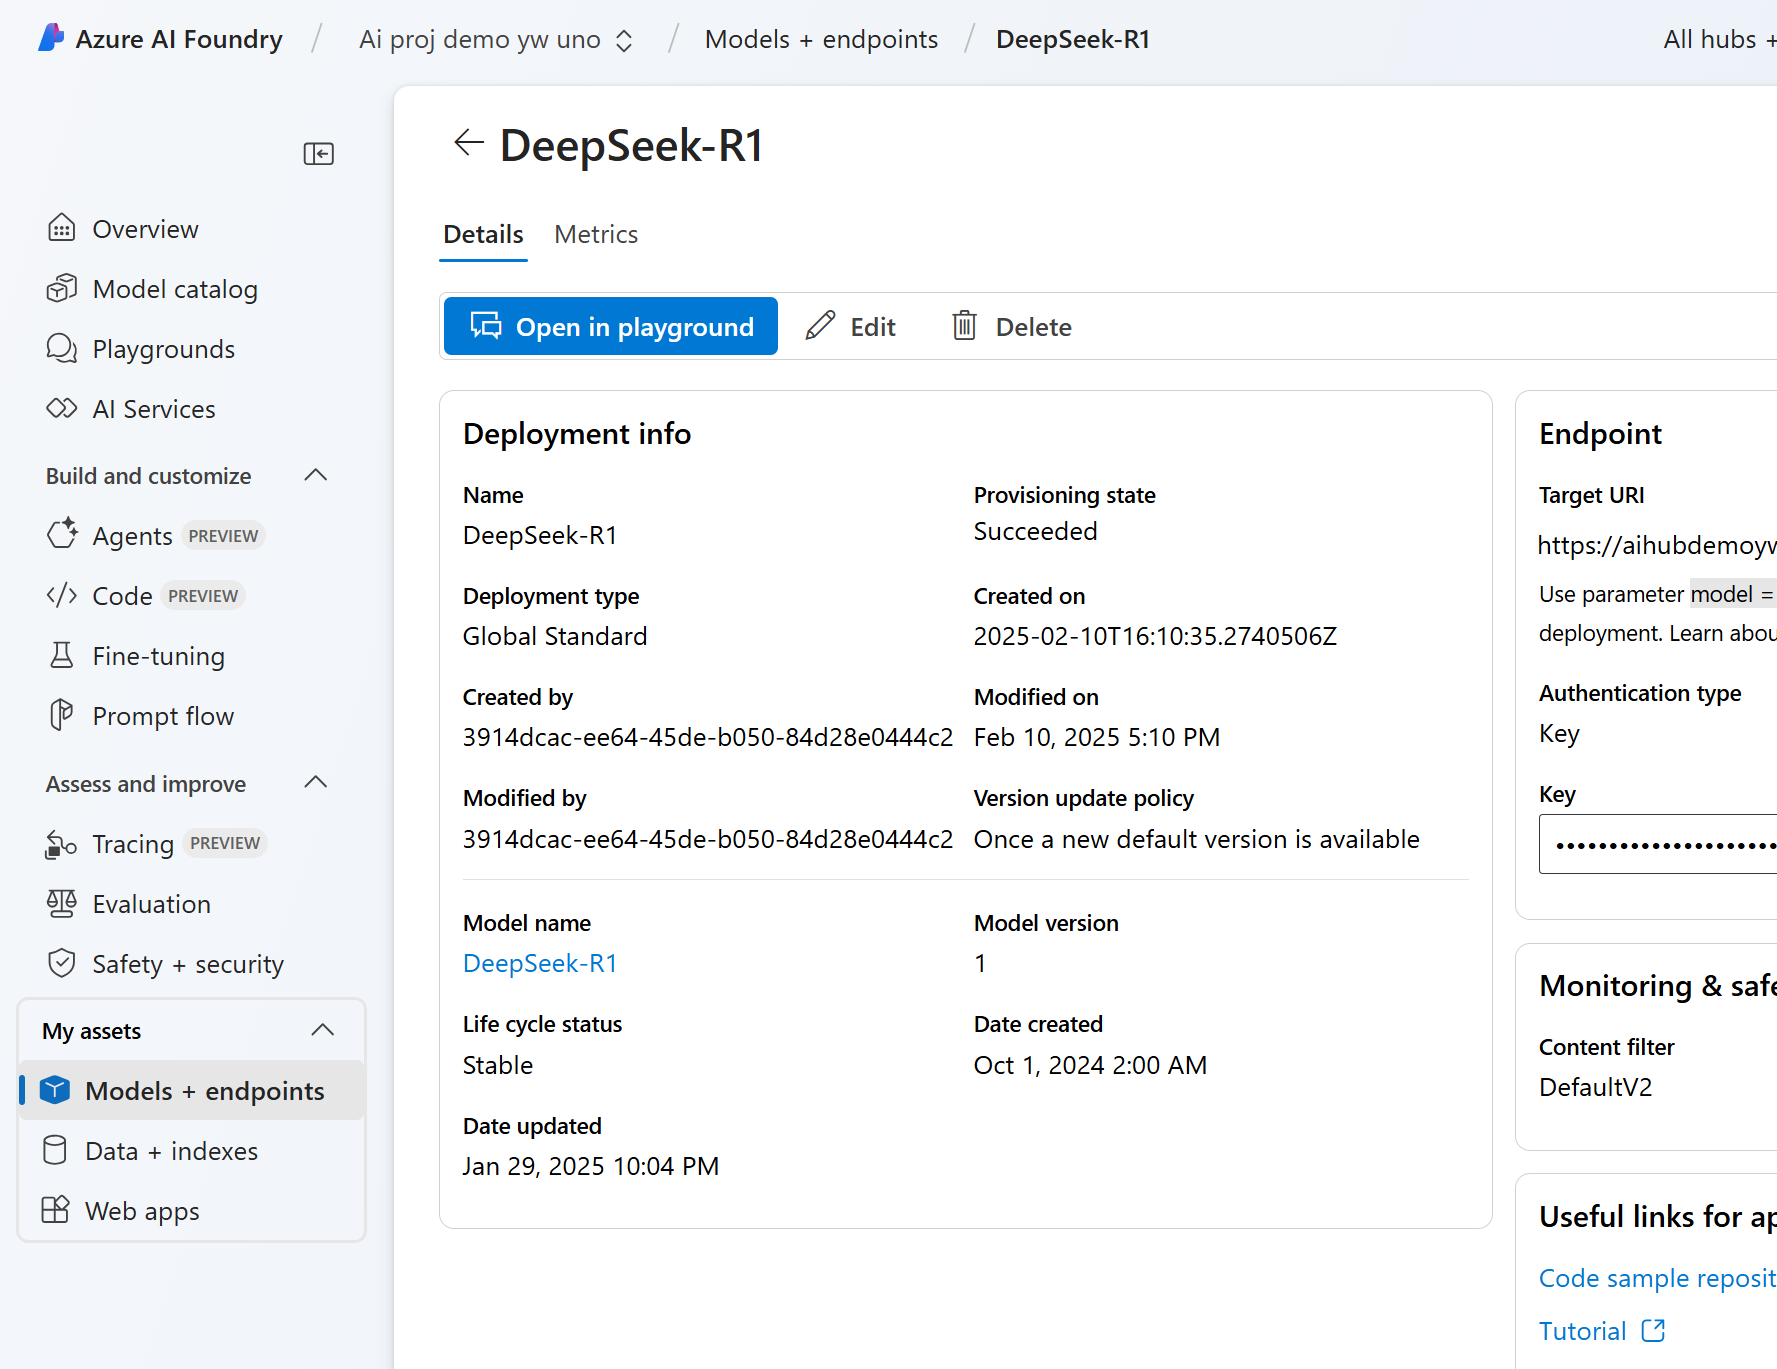 Azure AI Foundry / Ai proj demo yw uno / Models + endpoints / DeepSeek-R1 All hubs +
DeepSeek-R1
Details Metrics
Open in playground Edit Delete
Overview
Model catalog
Playgrounds
AI Services
Build and customize
Agents PREVIEW
Code PREVIEW
Fine-tuning
Prompt flow
Assess and improve
Tracing PREVIEW
Evaluation
Safety + security
My assets
Models + endpoints
Data + indexes
Web apps
Deployment info
Name
DeepSeek-R1
Provisioning state
Succeeded
Deployment type
Global Standard
Created on
2025-02-10T16:10:35.2740506Z
Created by
3914dcac-ee64-45de-b050-84d28e0444c2
Modified on
Feb 10, 2025 5:10 PM
Modified by
3914dcac-ee64-45de-b050-84d28e0444c2
Version update policy
Once a new default version is available
Model name
DeepSeek-R1
Model version
1
Life cycle status
Stable
Date created
Oct 1, 2024 2:00 AM
Date updated
Jan 29, 2025 10:04 PM
Endpoint
Target URI
https://aihubdemoyw
Use parameter model =
deployment. Learn abou
Authentication type
Key
Key
•••••••••••••••••••••
Monitoring & safe
Content filter
DefaultV2
Useful links for ap
Code sample reposit
Tutorial